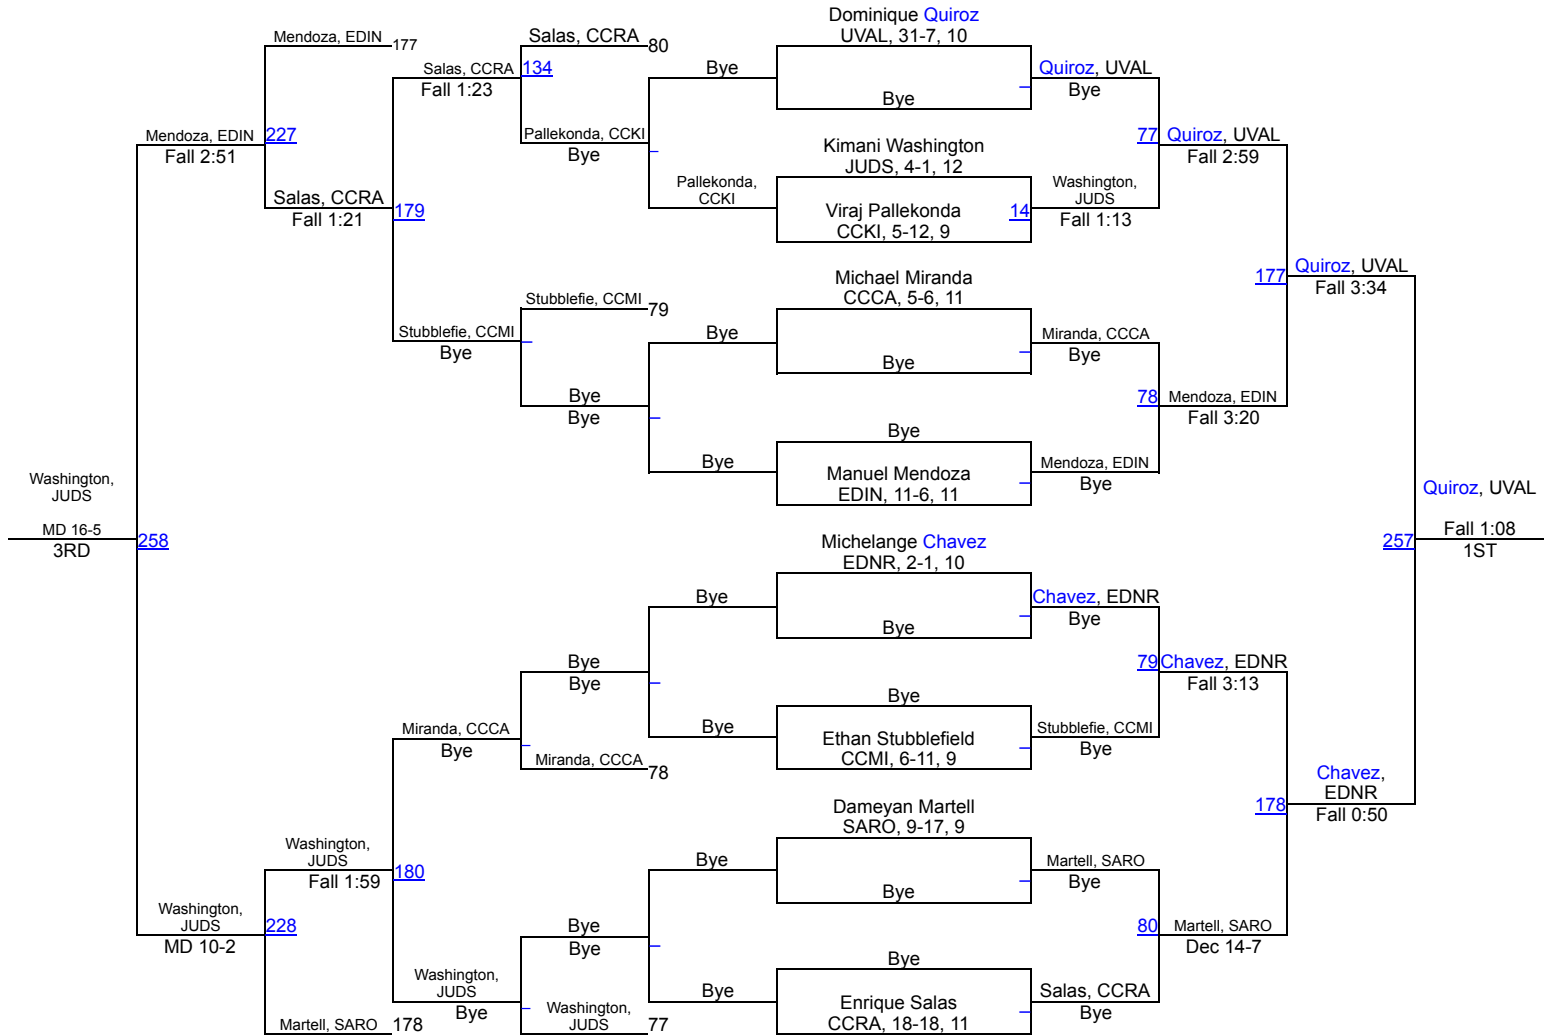 Dominique Quiroz
UVAL, 31-7, 10
Bye
Kimani Washington
JUDS, 4-1, 12
Viraj Pallekonda
CCKI, 5-12, 9
14
Michael Miranda
CCCA, 5-6, 11
Bye
Bye
Manuel Mendoza
EDIN, 11-6, 11
Michelange Chavez
EDNR, 2-1, 10
Bye
Bye
Ethan Stubblefield
CCMI, 6-11, 9
Dameyan Martell
SARO, 9-17, 9
Bye
Bye
Enrique Salas
CCRA, 18-18, 11
Quiroz, UVAL
Bye
Washington,
JUDS
Fall 1:13
Miranda, CCCA
Bye
Mendoza, EDIN
Bye
Chavez, EDNR
Bye
Stubblefie, CCMI
Bye
Martell, SARO
Bye
Salas, CCRA
Bye
77
Quiroz, UVAL
Fall 2:59
78
Mendoza, EDIN
Fall 3:20
79
Chavez, EDNR
Fall 3:13
80
Martell, SARO
Dec 14-7
177
Quiroz, UVAL
Fall 3:34
178
Chavez,
EDNR
Fall 0:50
257
Quiroz, UVAL
Fall 1:08
1ST
Bye
Pallekonda,
CCKI
Bye
Bye
Bye
Bye
Bye
Bye
Salas, CCRA
80
Pallekonda, CCKI
Bye
Stubblefie, CCMI
79
Bye
Bye
Bye
Bye
Miranda, CCCA
78
Bye
Bye
Washington,
JUDS
77
134
Salas, CCRA
Fall 1:23
Stubblefie, CCMI
Bye
Miranda, CCCA
Bye
Washington,
JUDS
Bye
Mendoza, EDIN
177
179
Salas, CCRA
Fall 1:21
180
Washington,
JUDS
Fall 1:59
Martell, SARO
178
227
Mendoza, EDIN
Fall 2:51
228
Washington,
JUDS
MD 10-2
258
Washington,
JUDS
MD 16-5
3RD